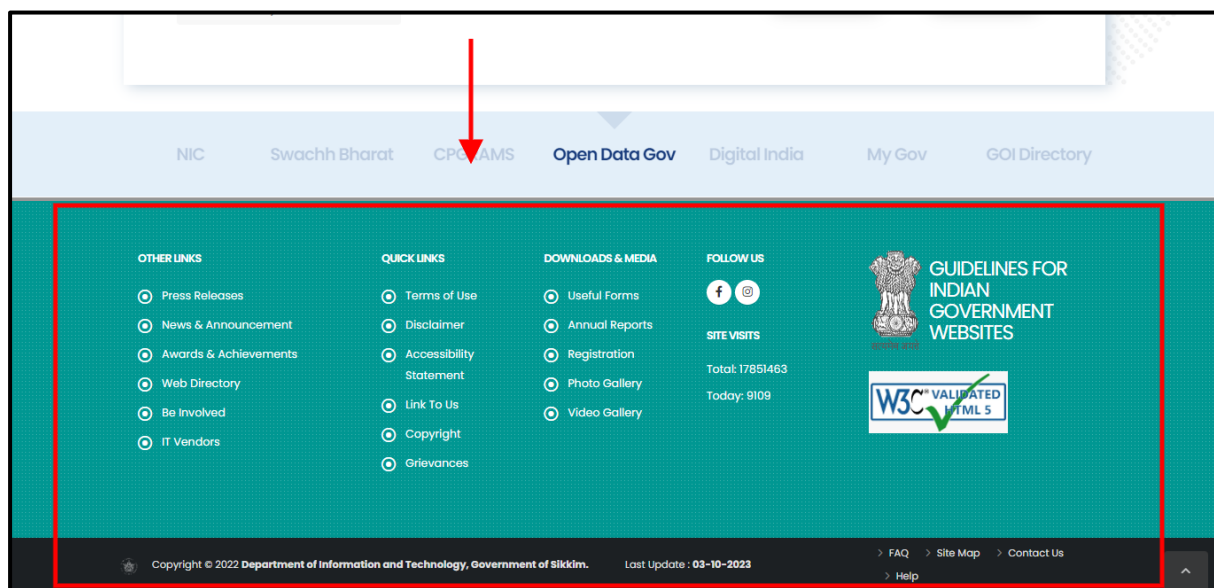 NIC Swachh Bharat CPGRAMS Open Data Gov Digital India My Gov GOI Directory
OTHER LINKS
Press Releases
News & Announcement
Awards & Achievements
Web Directory
Be Involved
IT Vendors
QUICK LINKS
Terms of Use
Disclaimer
Accessibility
Statement
Link To Us
Copyright
Grievances
DOWNLOADS & MEDIA
Useful Forms
Annual Reports
Registration
Photo Gallery
Video Gallery
FOLLOW US
SITE VISITS
Total: 17851463
Today: 9109
GUIDELINES FOR
INDIAN
GOVERNMENT
WEBSITES
सत्यमेव जयते
W3C® VALIDATED
HTML 5
Copyright © 2022 Department of Information and Technology, Government of Sikkim. Last Update : 03-10-2023
FAQ Site Map Contact Us
Help